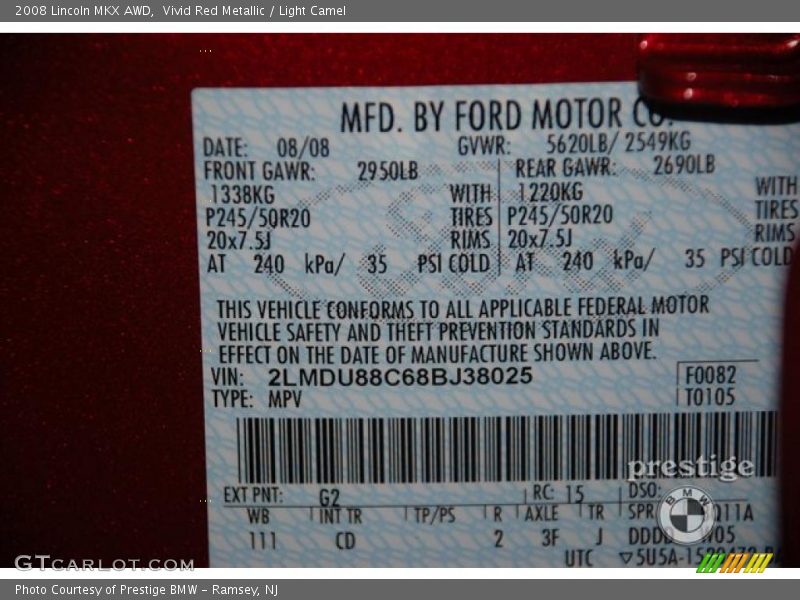 2008 Lincoln MKX AWD, Vivid Red Metallic / Light Camel
MFD. BY FORD MOTOR CO.
DATE: 08/08 GVWR: 5620LB/ 2549KG
FRONT GAWR: 2950LB REAR GAWR: 2690LB
1338KG WITH 1220KG WITH
P245/50R20 TIRES P245/50R20 TIRES
20x7.5J RIMS 20x7.5J RIMS
AT 240 kPa/ 35 PSI COLD AT 240 kPa/ 35 PSI COLD
THIS VEHICLE CONFORMS TO ALL APPLICABLE FEDERAL MOTOR
VEHICLE SAFETY AND THEFT PREVENTION STANDARDS IN
EFFECT ON THE DATE OF MANUFACTURE SHOWN ABOVE.
VIN: 2LMDU88C68BJ38025 F0082
TYPE: MPV T0105
prestige
EXT PNT: G2 RC: 15 DSO:
WB INT TR TP/PS R AXLE TR SPR Q11A
111 CD 2 3F J DDDD W05
UTC ▽5U5A-
BMW
GTcarlot.com
Photo Courtesy of Prestige BMW - Ramsey, NJ